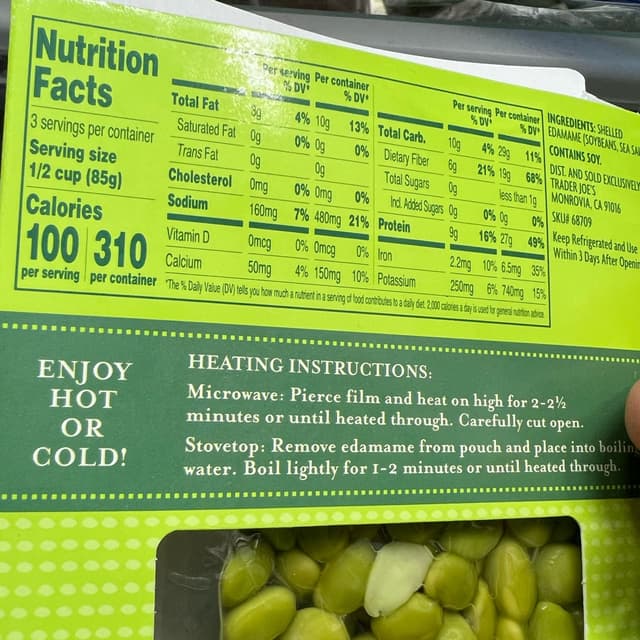 Nutrition
Facts
3 servings per container
Serving size
1/2 cup (85g)
Calories
100 310
per serving per container
Per serving Per container
% DV* % DV*
Total Fat 3g 4% 10g 13%
Saturated Fat 0g 0% 0g 0%
Trans Fat 0g 0g
Cholesterol 0mg 0% 0mg 0%
Sodium 160mg 7% 480mg 21%
Vitamin D 0mcg 0% 0mcg 0%
Calcium 50mg 4% 150mg 10%
Per serving Per container
% DV* % DV*
Total Carb. 10g 4% 29g 11%
Dietary Fiber 6g 21% 19g 68%
Total Sugars 0g less than 1g
Incl. Added Sugars 0g 0% 0g 0%
Protein 9g 16% 27g 49%
Iron 2.2mg 10% 6.5mg 35%
Potassium 250mg 6% 740mg 15%
*The % Daily Value (DV) tells you how much a nutrient in a serving of food contributes to a daily diet. 2,000 calories a day is used for general nutrition advice
INGREDIENTS: SHELLED
EDAMAME (SOYBEANS, SEA
CONTAINS SOY.
DIST. AND SOLD EXCLUSIVELY
TRADER JOE'S
MONROVIA, CA 91016
SKU# 68709
Keep Refrigerated and Use
Within 3 Days After
ENJOY
HOT
OR
COLD!
HEATING INSTRUCTIONS:
Microwave: Pierce film and heat on high for 2-2½
minutes or until heated through. Carefully cut open.
Stovetop: Remove edamame from pouch and place into
water. Boil lightly for 1-2 minutes or until heated through.